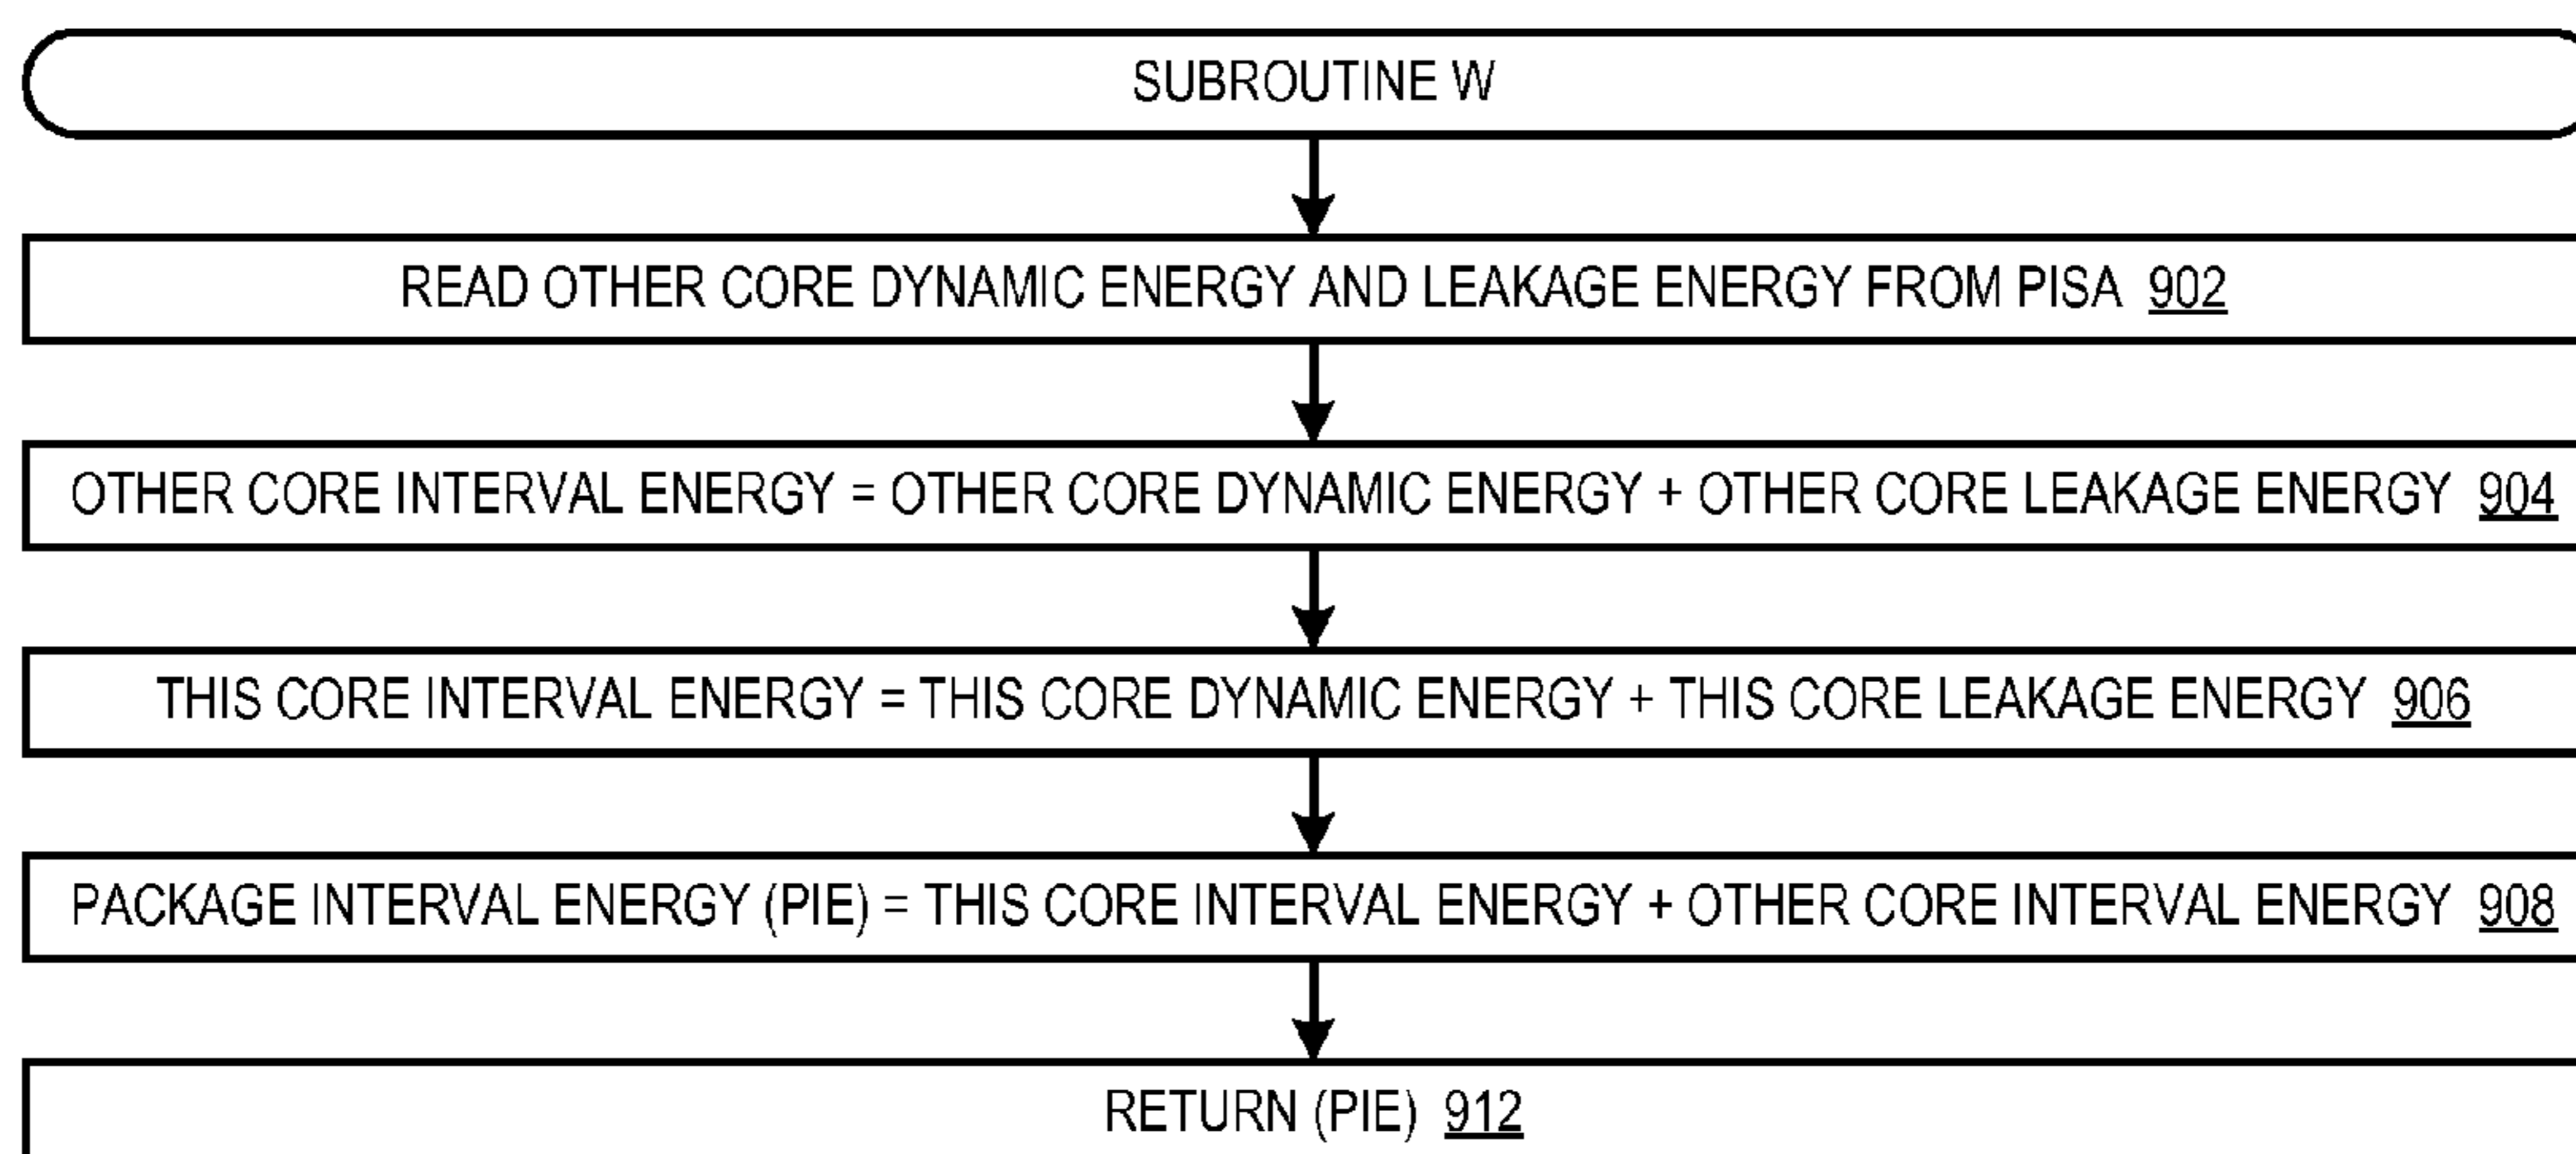 SUBROUTINE W
READ OTHER CORE DYNAMIC ENERGY AND LEAKAGE ENERGY FROM PISA 902
OTHER CORE INTERVAL ENERGY = OTHER CORE DYNAMIC ENERGY + OTHER CORE LEAKAGE ENERGY 904
THIS CORE INTERVAL ENERGY = THIS CORE DYNAMIC ENERGY + THIS CORE LEAKAGE ENERGY 906
PACKAGE INTERVAL ENERGY (PIE) = THIS CORE INTERVAL ENERGY + OTHER CORE INTERVAL ENERGY 908
RETURN (PIE) 912